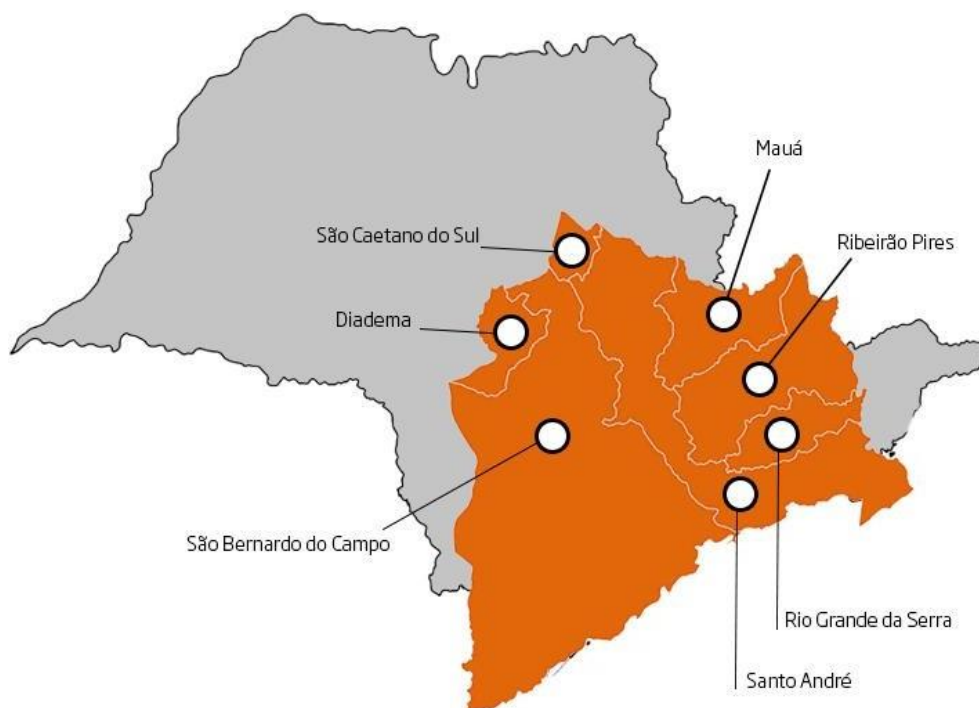 Mauá
São Caetano do Sul
Ribeirão Pires
Diadema
São Bernardo do Campo
Rio Grande da Serra
Santo André